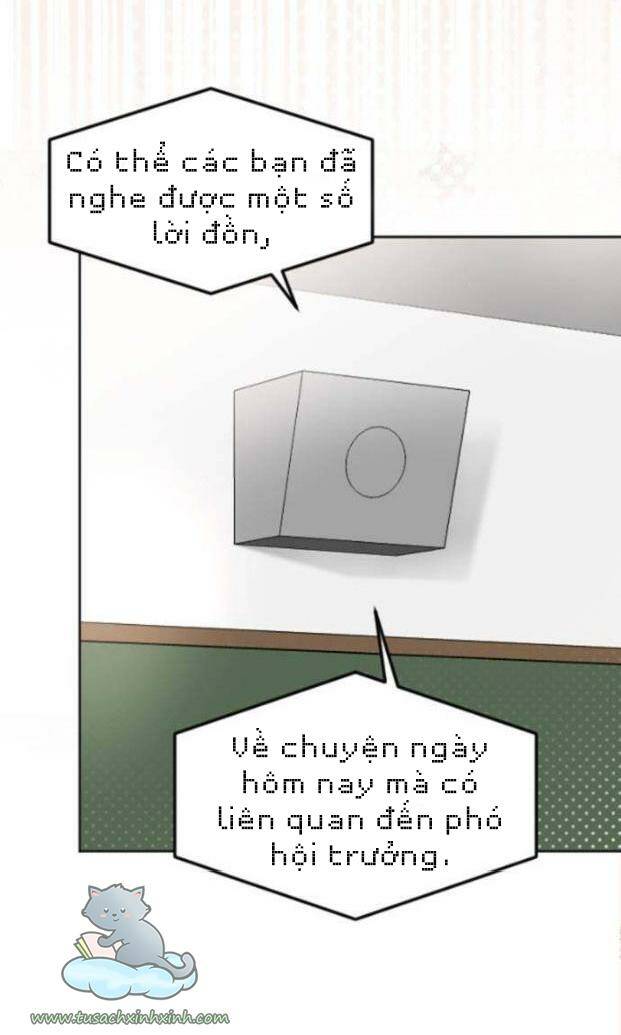 Có thể các bạn đã
nghe được một số
lời đồn,
Về chuyện ngày
hôm nay mà có
liên quan đến phó
hội trưởng.
www.tusachxinhxinh.com